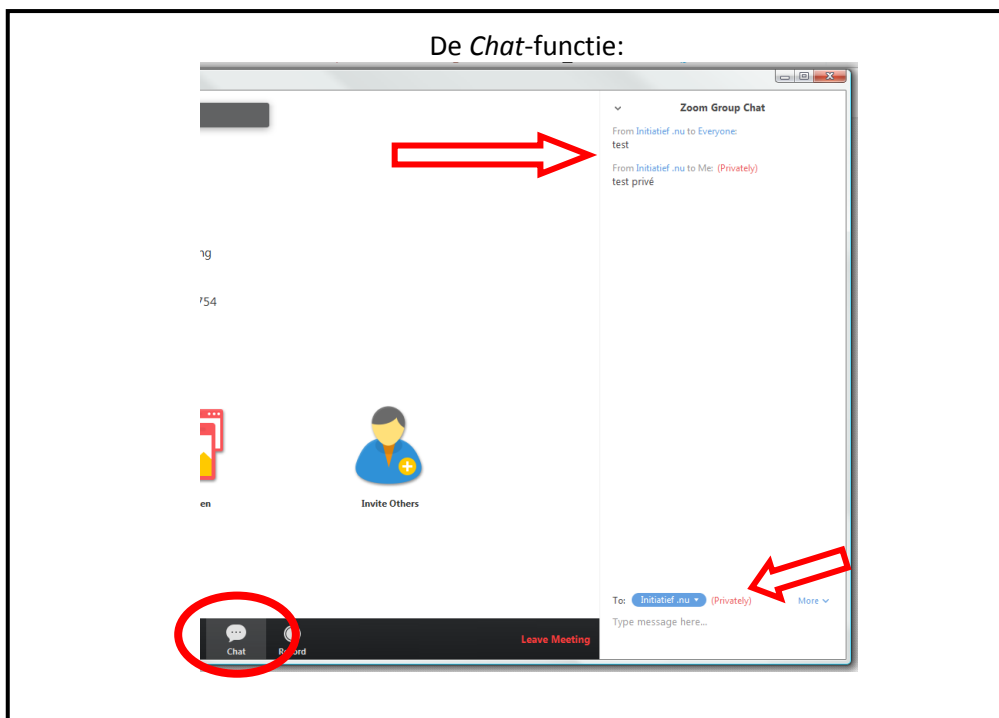 De Chat-functie:
Zoom Group Chat
From Initiatief .nu to Everyone:
test
From Initiatief .nu to Me: (Privately)
test privé
ng
754
en
Invite Others
To: Initiatief .nu (Privately) More
Type message here...
Chat Record Leave Meeting